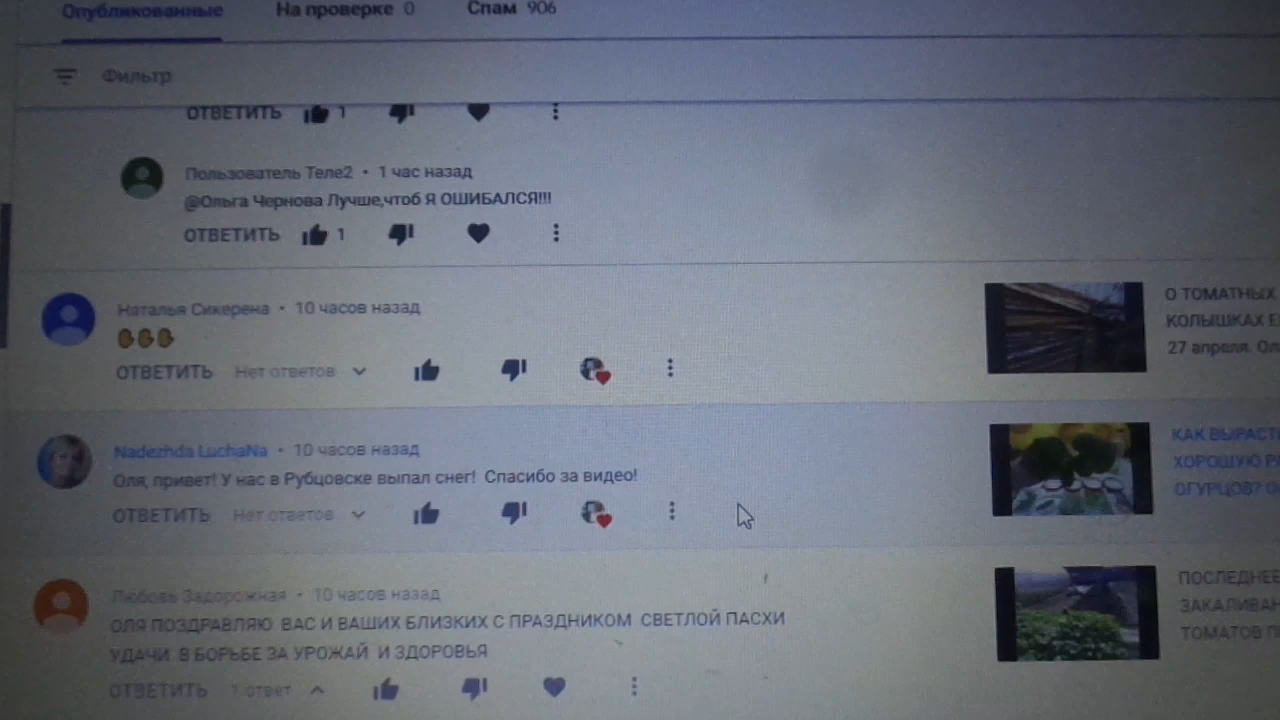 Опубликованные На проверке 0 Спам 906
Фильтр
ОТВЕТИТЬ 1
Пользователь Теле2 • 1 час назад
@Ольга Чернова Лучше,чтоб Я ОШИБАЛСЯ!!!
ОТВЕТИТЬ 1
Наталья Сикерена • 10 часов назад
ОТВЕТИТЬ Нет ответов
О ТОМАТНЫХ
КОЛЫШКАХ
27 апреля.
Nadezhda LuchaNa • 10 часов назад
Оля, привет! У нас в Рубцовске выпал снег! Спасибо за видео!
ОТВЕТИТЬ Нет ответов
КАК
ХОРОШУЮ
ОГУРЦОВ?
Любовь Задорожная • 10 часов назад
ОЛЯ ПОЗДРАВЛЯЮ ВАС И ВАШИХ БЛИЗКИХ С ПРАЗДНИКОМ СВЕТЛОЙ ПАСХИ
УДАЧИ В БОРЬБЕ ЗА УРОЖАЙ И ЗДОРОВЬЯ
ОТВЕТИТЬ 1 ответ
ПОСЛЕДНЕЕ
ТОМАТОВ